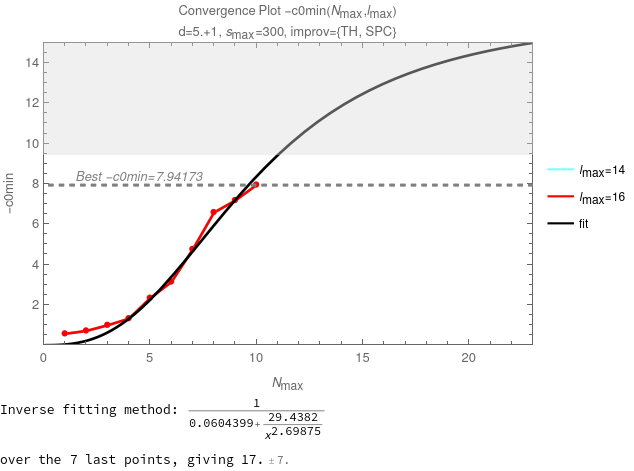 Convergence Plot −c0min(Nmax,lmax)
d=5.+1, smax=300, improv={TH, SPC}
14
12
10
8
6
4
2
−c0min
Best −c0min=7.94173
0 5 10 15 20
Nmax
lmax=14
lmax=16
fit
Inverse fitting method: 1 / (0.0604399+ 29.4382 / x^2.69875)
over the 7 last points, giving 17. ±7.